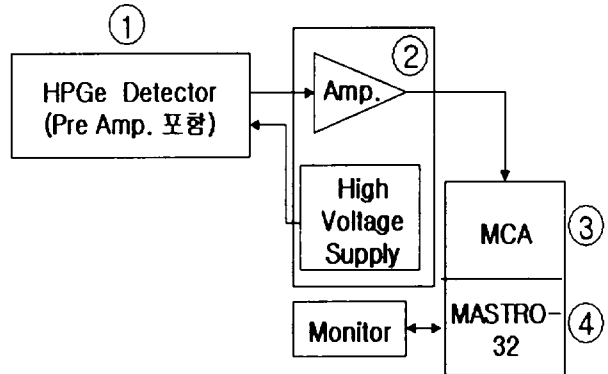 ①
HPGe Detector
(Pre Amp. 포함)
②
Amp.
High
Voltage
Supply
③
MCA
④
MASTRO-
32
Monitor